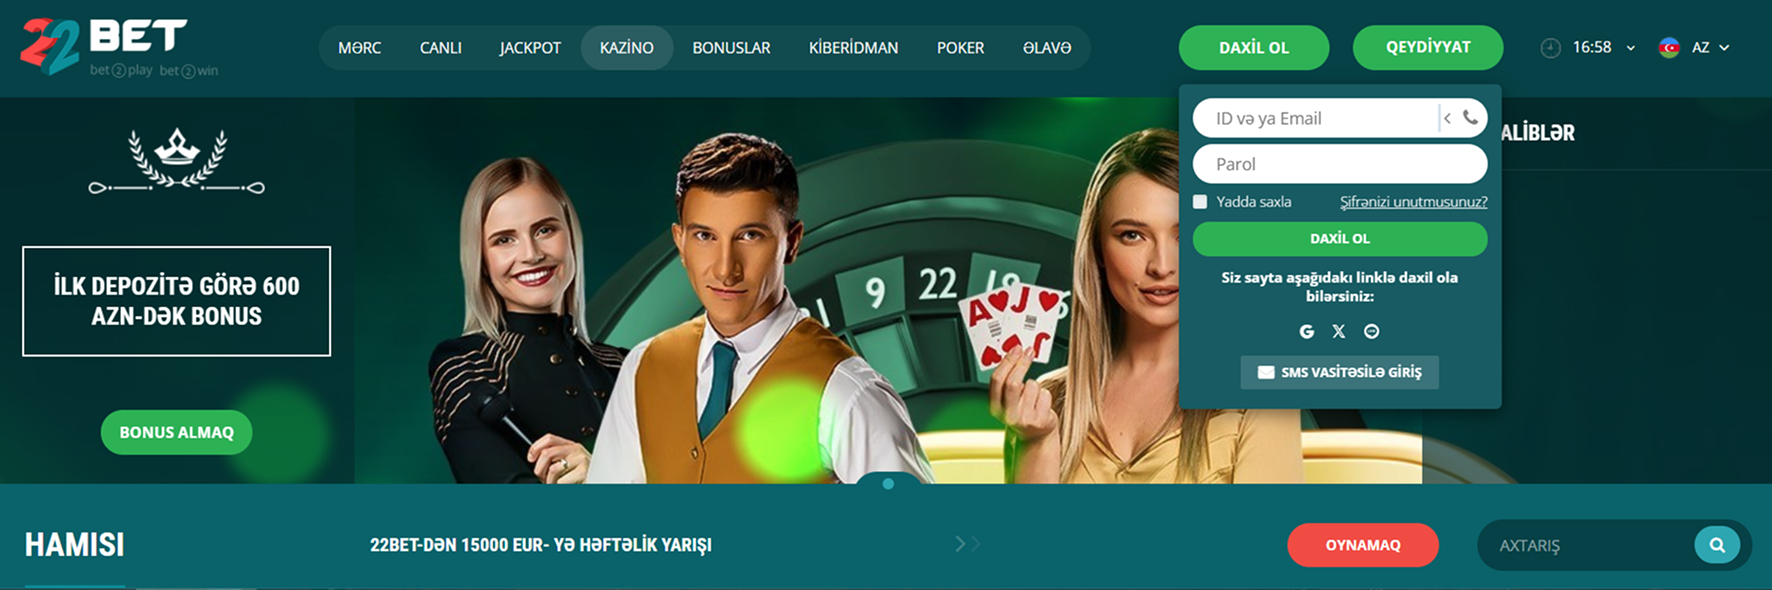 22BET
bet2play bet2win
MƏRC CANLI JACKPOT KAZİNO BONUSLAR KİBERİDMAN POKER ƏLAVƏ
DAXİL OL
QEYDİYYAT
16:58
AZ
ID və ya Email
Parol
Yadda saxla Şifrənizi unutmusunuz?
DAXİL OL
Siz sayta aşağıdakı linklə daxil ola
bilərsiniz:
SMS VASİTƏSİLƏ GİRİŞ
ALİBLƏR
İLK DEPOZİTƏ GÖRƏ 600
AZN-DƏK BONUS
BONUS ALMAQ
9 22
A J
HAMISI
22BET-DƏN 15000 EUR- YƏ HƏFTƏLİK YARIŞI
OYNAMAQ
AXTARIŞ